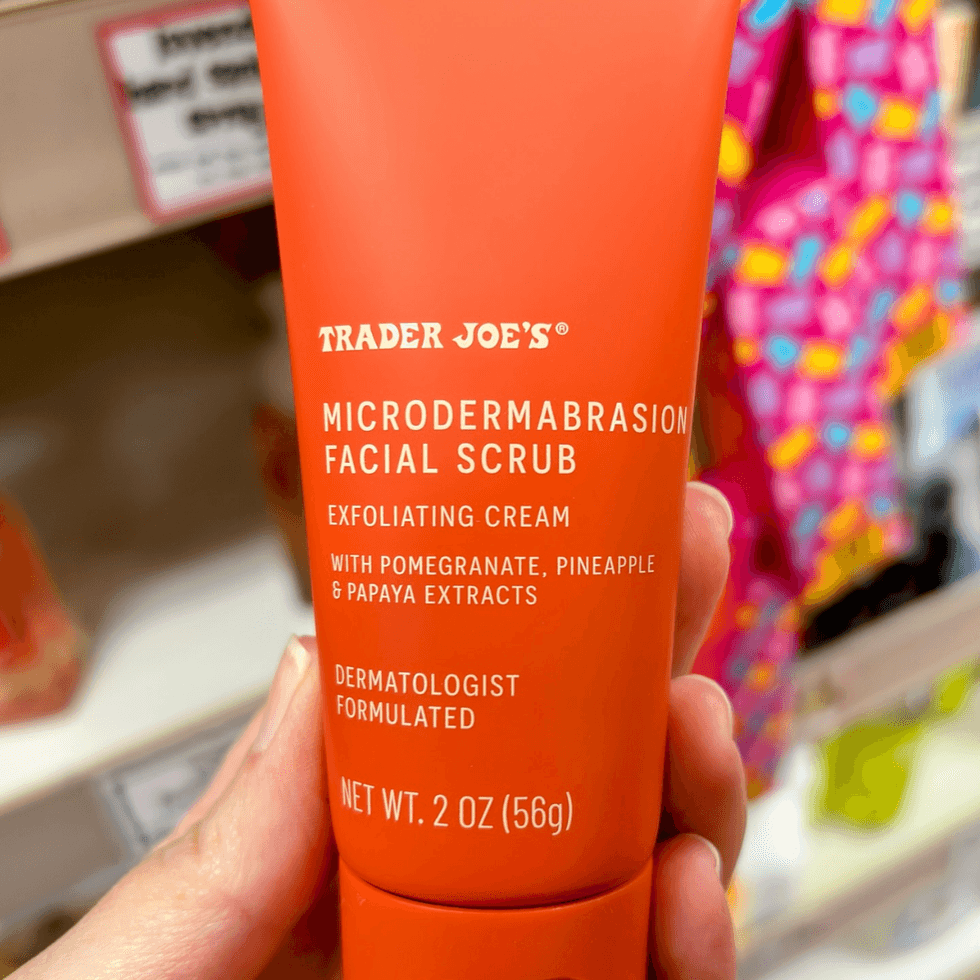 TRADER JOE'S®
MICRODERMABRASION
FACIAL SCRUB
EXFOLIATING CREAM
WITH POMEGRANATE, PINEAPPLE
& PAPAYA EXTRACTS
DERMATOLOGIST
FORMULATED
NET WT. 2 OZ (56g)